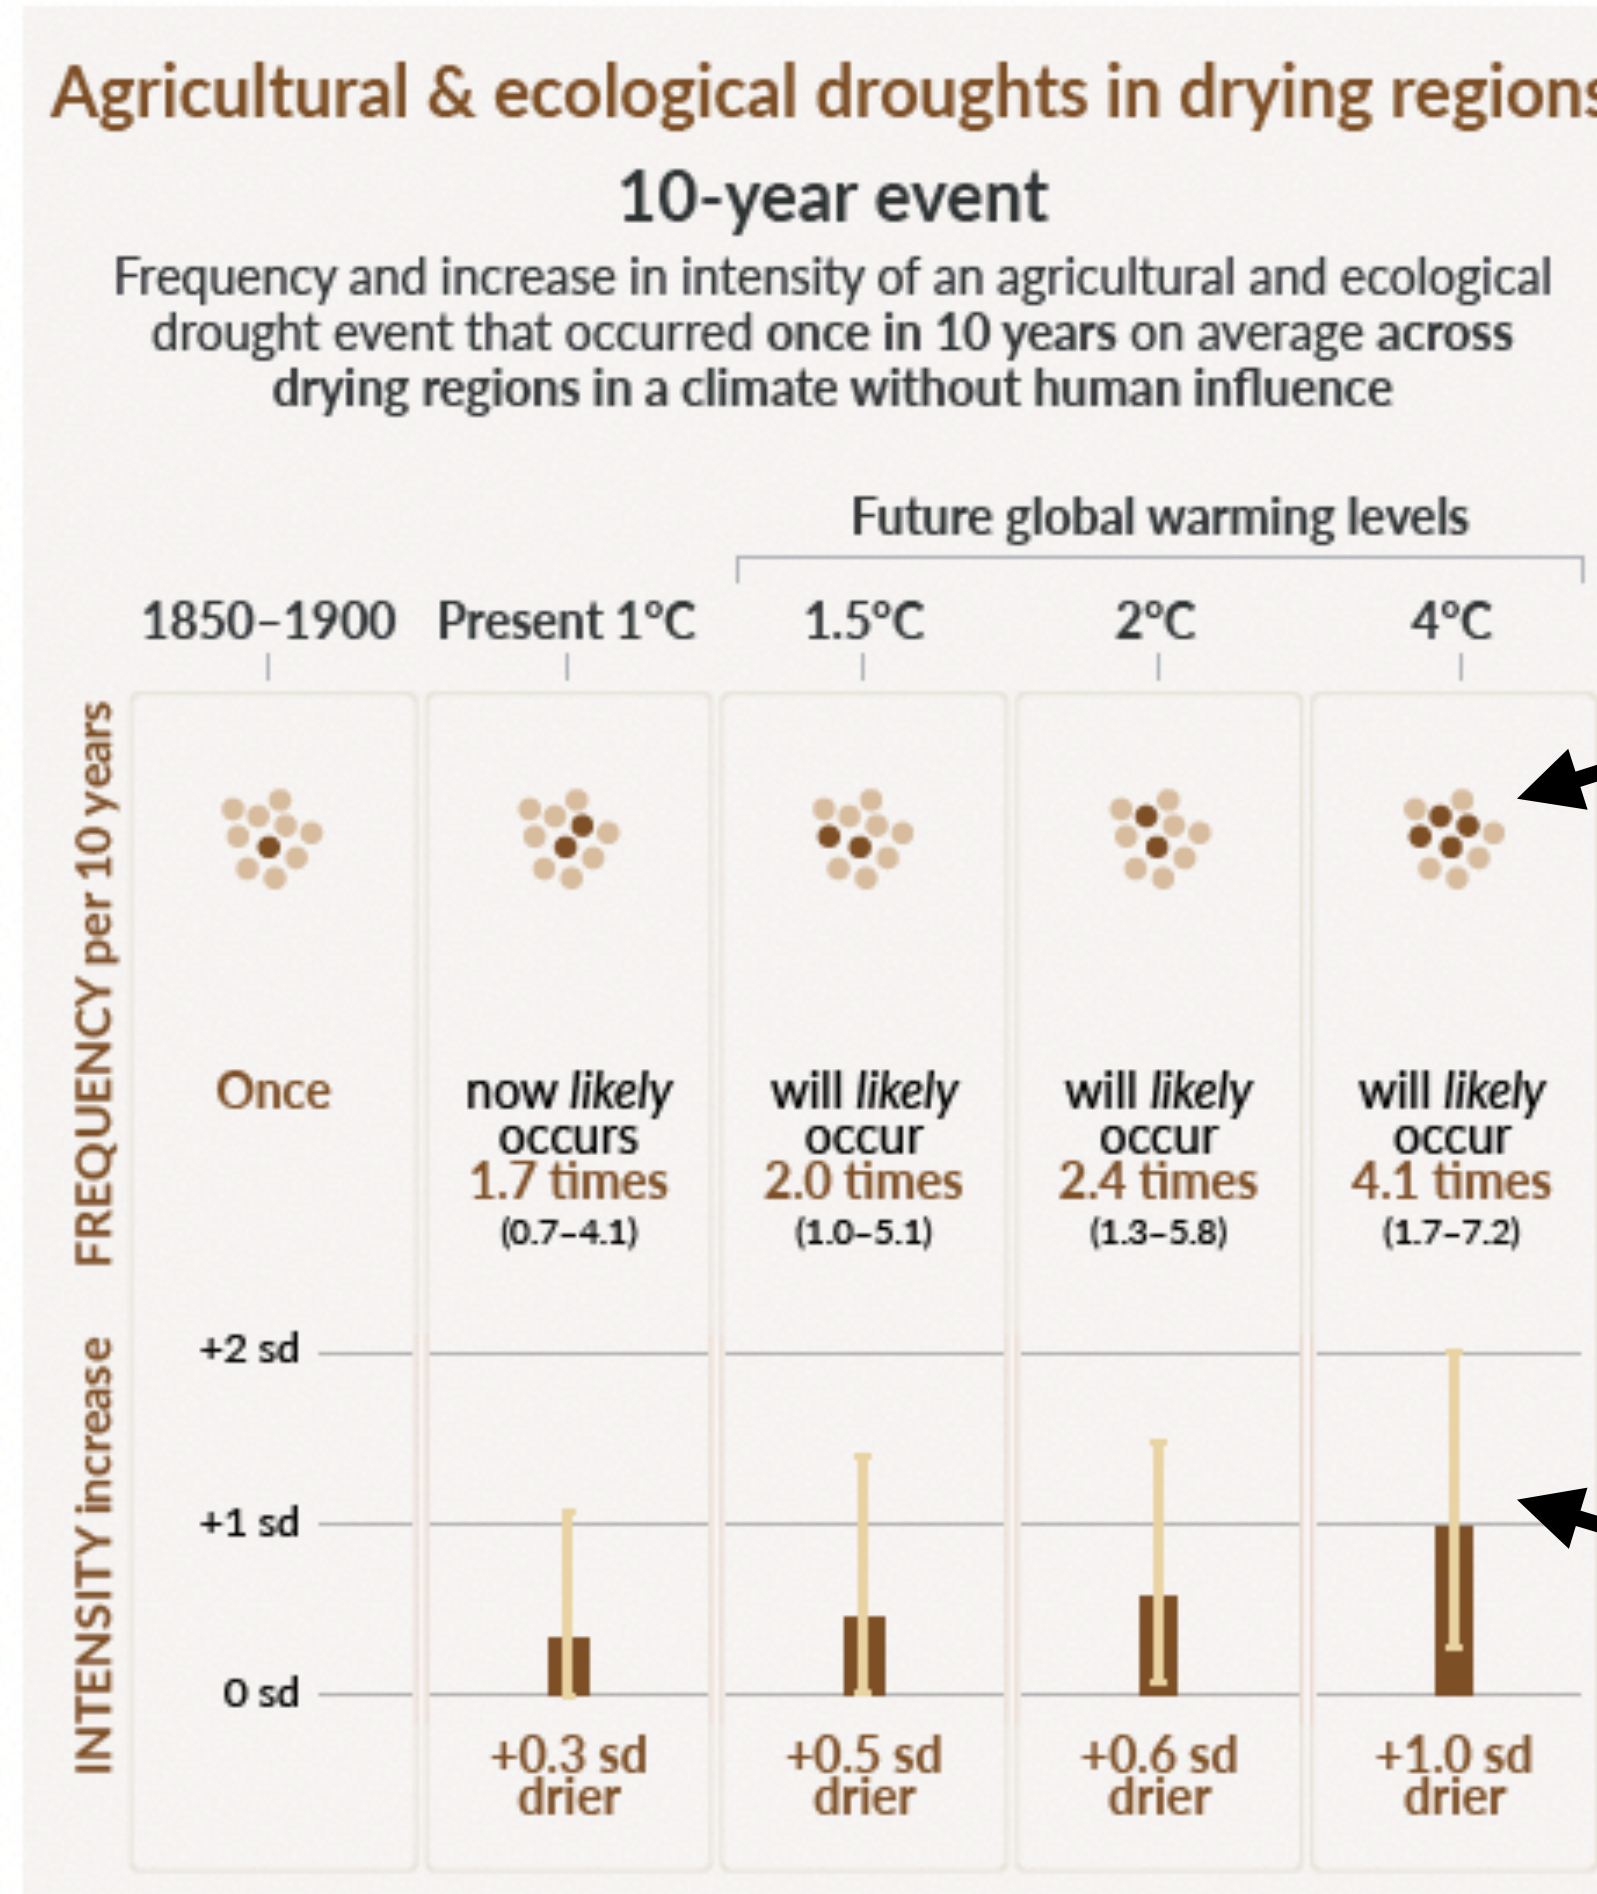 Agricultural & ecological droughts in drying regions
10-year event
Frequency and increase in intensity of an agricultural and ecological
drought event that occurred once in 10 years on average across
drying regions in a climate without human influence
Future global warming levels
1850–1900 Present 1°C 1.5°C 2°C 4°C
FREQUENCY per 10 years
Once
now likely
occurs
1.7 times
(0.7–4.1)
will likely
occur
2.0 times
(1.0–5.1)
will likely
occur
2.4 times
(1.3–5.8)
will likely
occur
4.1 times
(1.7–7.2)
INTENSITY increase
+2 sd
+1 sd
0 sd
+0.3 sd
drier
+0.5 sd
drier
+0.6 sd
drier
+1.0 sd
drier